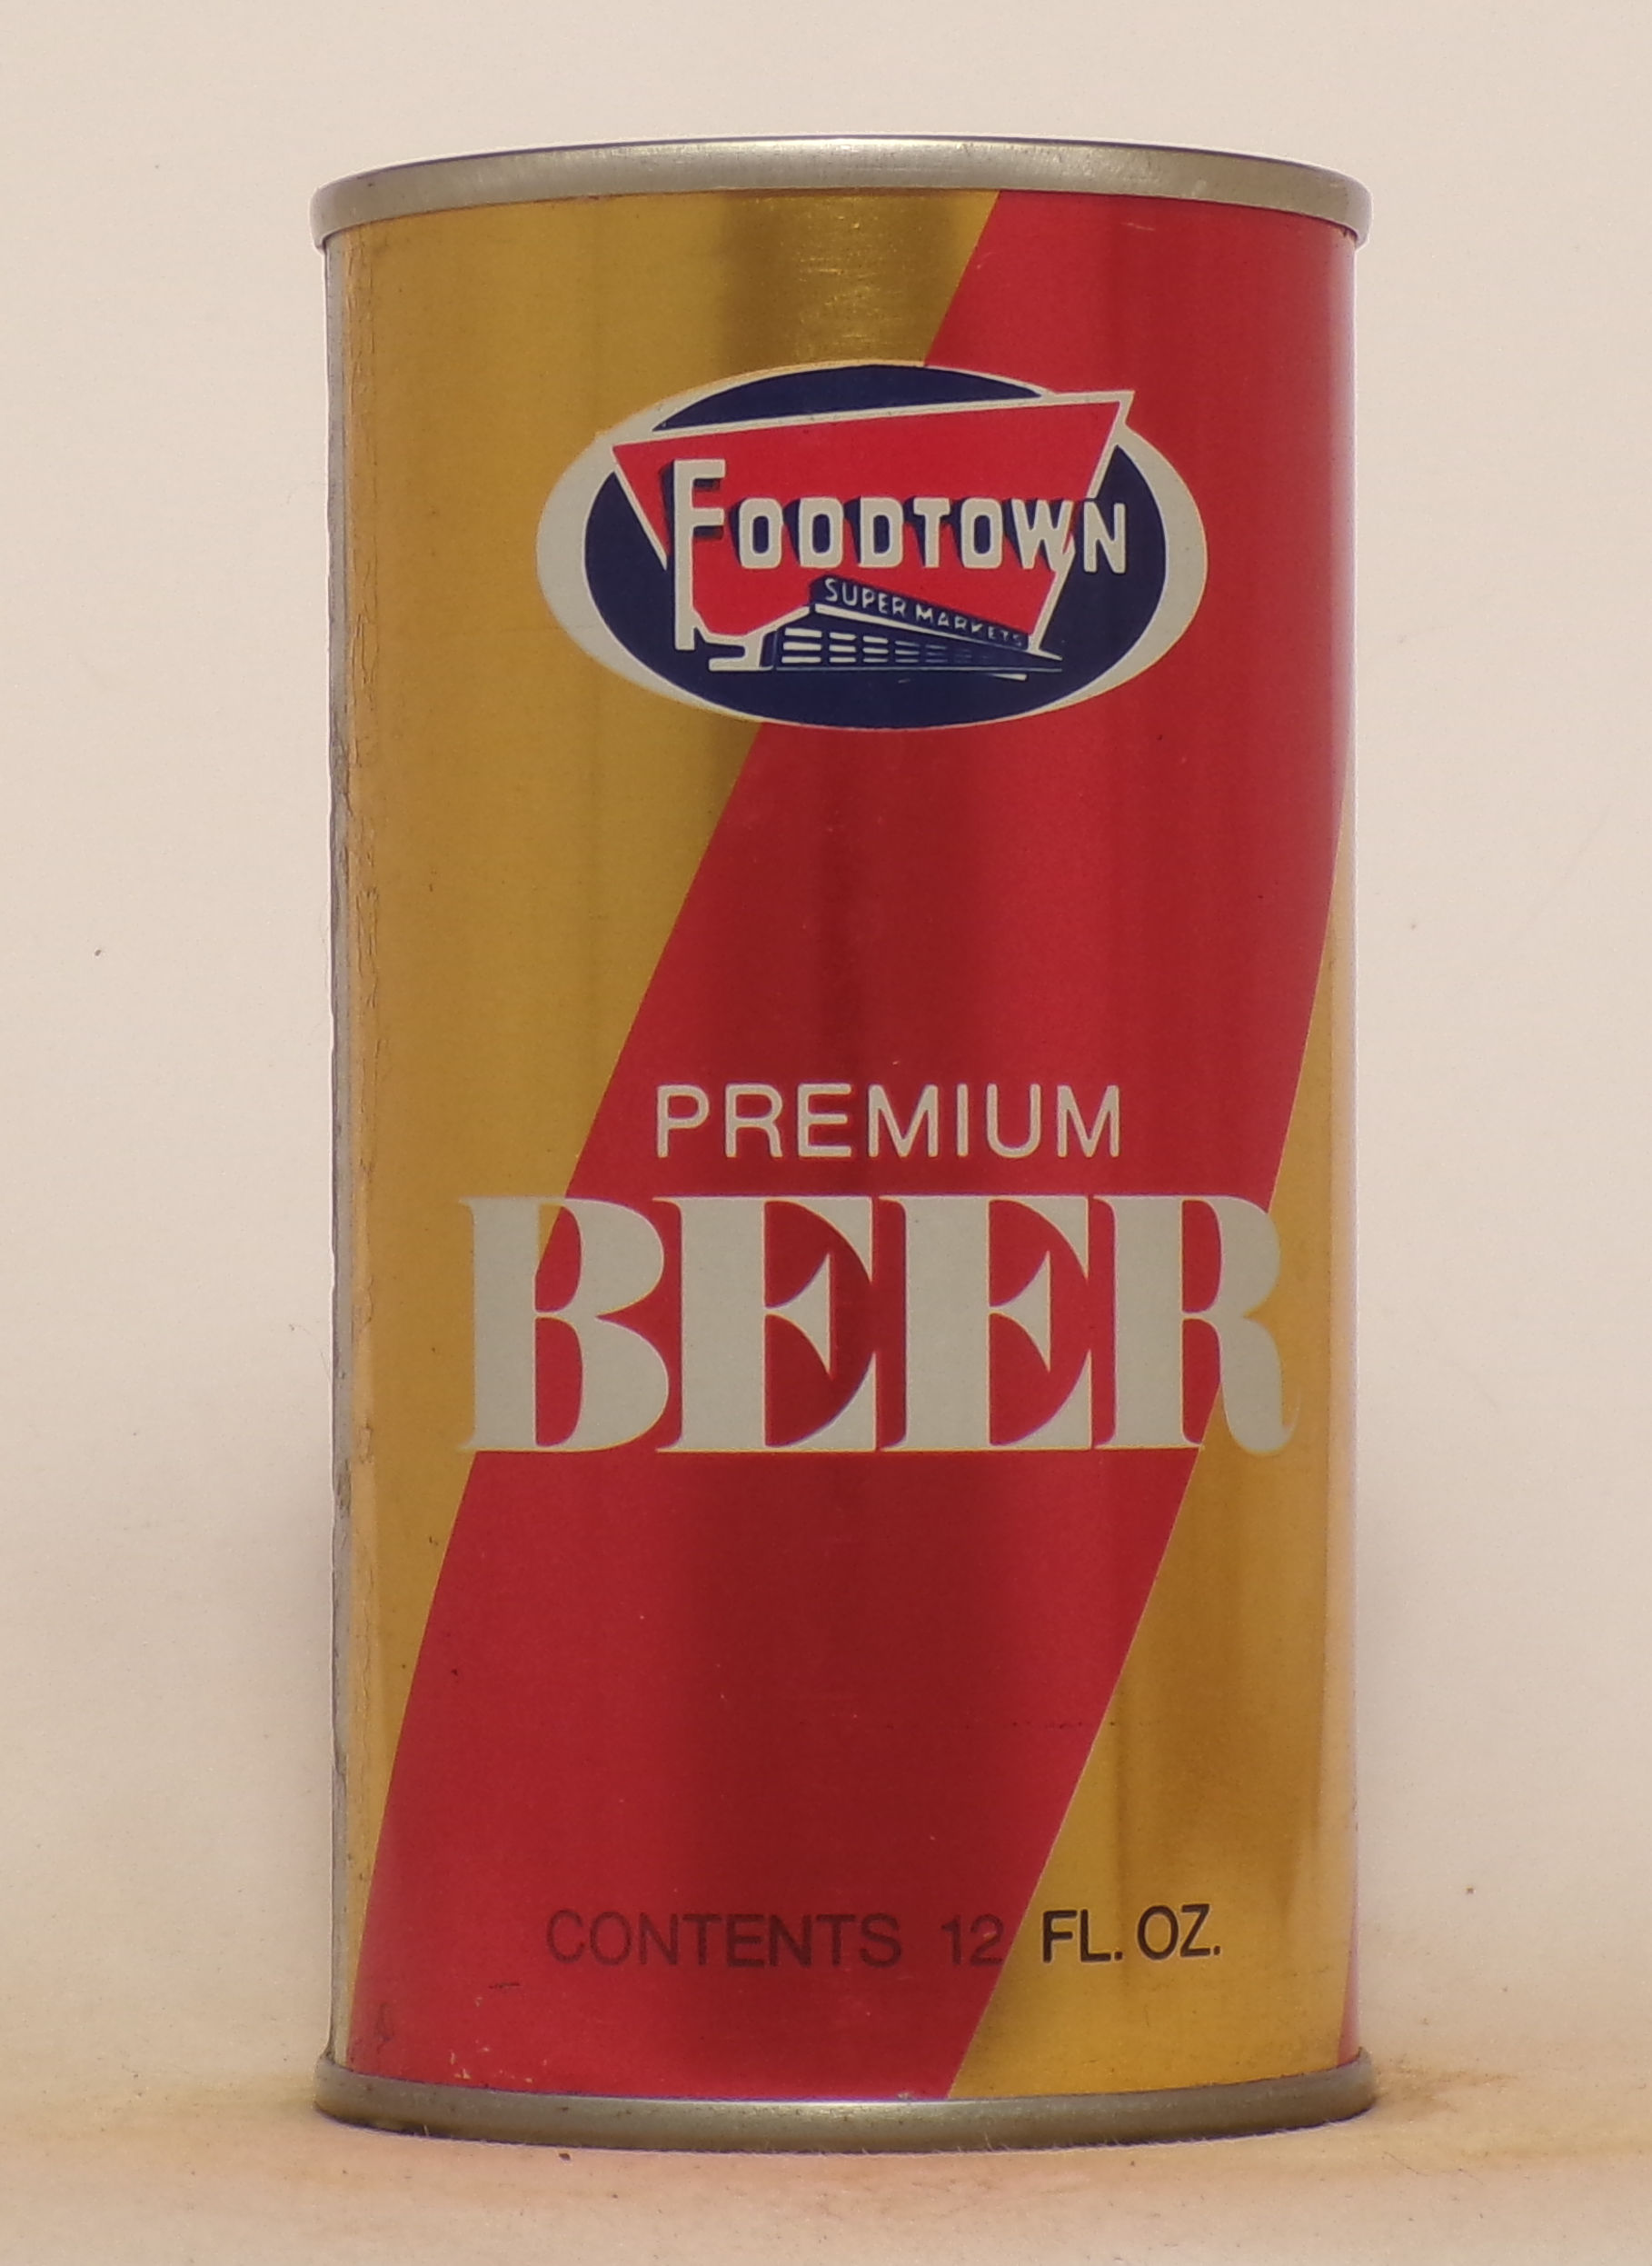 FOODTOWN
SUPER MARKETS
PREMIUM
BEER
CONTENTS 12 FL. OZ.